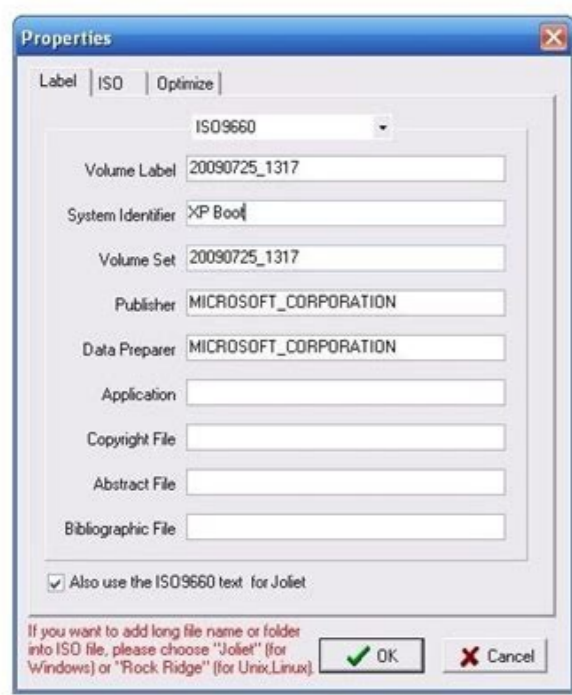 Properties
Label ISO Optimize
ISO9660
Volume Label 20090725_1317
System Identifier XP Boot
Volume Set 20090725_1317
Publisher MICROSOFT_CORPORATION
Data Preparer MICROSOFT_CORPORATION
Application
Copyright File
Abstract File
Bibliographic File
Also use the ISO9660 text for Joliet
If you want to add long file name or folder
into ISO file, please choose "Joliet" (for
Windows) or "Rock Ridge" (for Unix,Linux)
OK Cancel